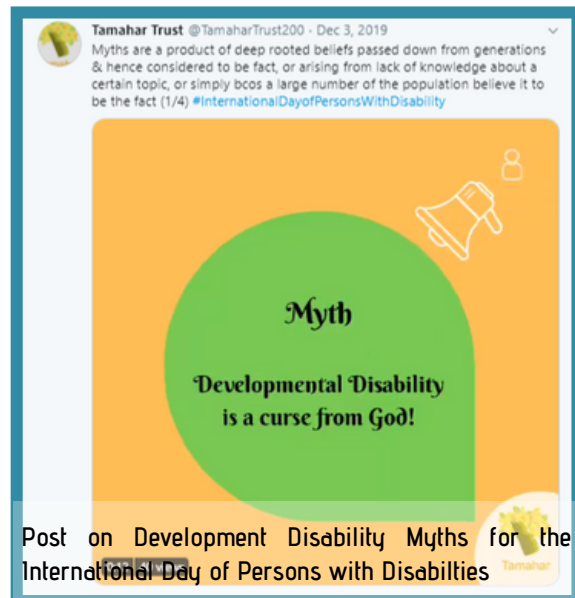 Tamahar Trust @TamaharTrust200 · Dec 3, 2019
Myths are a product of deep rooted beliefs passed down from generations
& hence considered to be fact, or arising from lack of knowledge about a
certain topic, or simply bcos a large number of the population believe it to
be the fact (1/4) #InternationalDayofPersonsWithDisability
Myth
Developmental Disability
is a curse from God!
Post on Development Disability Myths for the
International Day of Persons with Disabilties
Tamahar